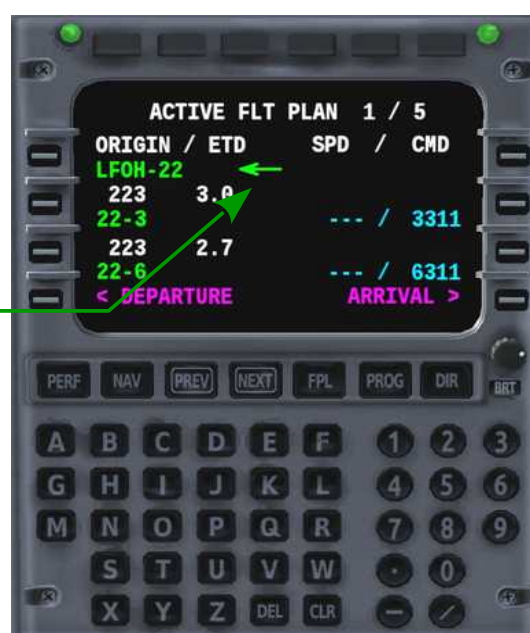 ACTIVE FLT PLAN 1 / 5
ORIGIN / ETD SPD / CMD
LFOH-22
223 3.0
22-3 --- / 3311
223 2.7
22-6 --- / 6311
< DEPARTURE ARRIVAL >
PERF NAV PREV NEXT FPL PROG DIR BRT
A B C D E F 1 2 3
G H I J K L 4 5 6
M N O P Q R 7 8 9
S T U V W . 0
X Y Z DEL CLR - /